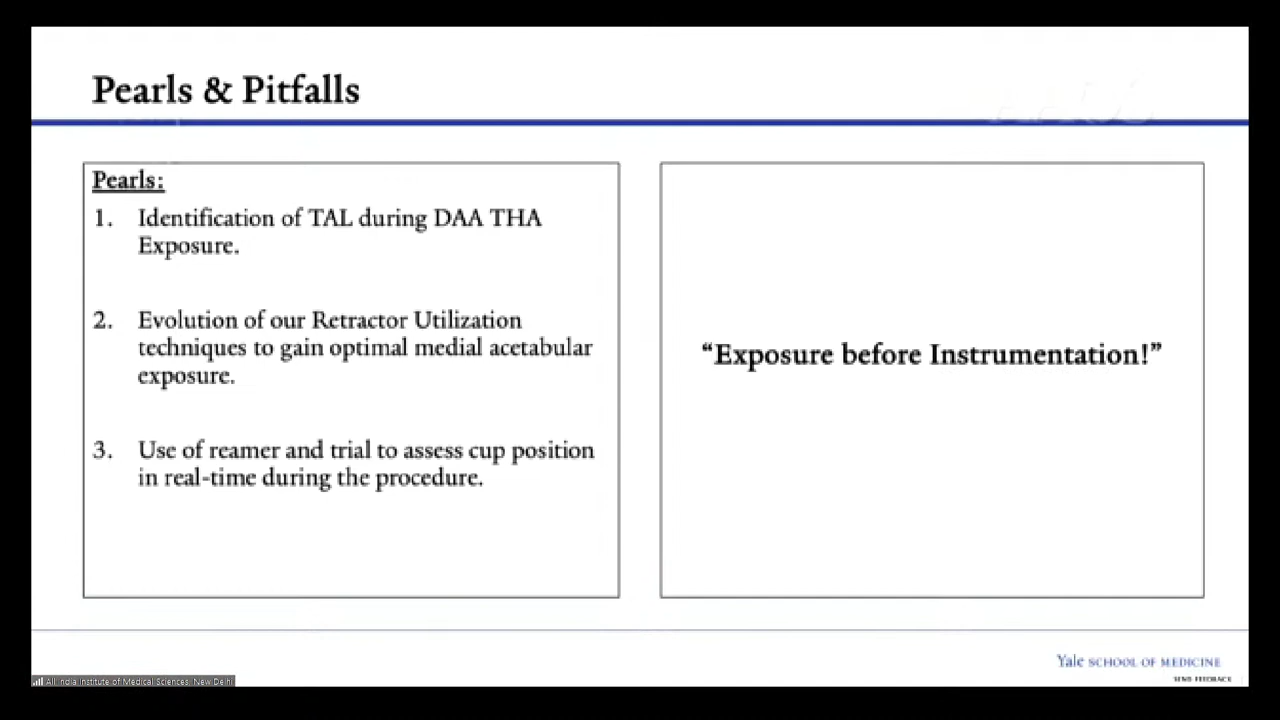 Pearls & Pitfalls
Pearls:
1. Identification of TAL during DAA THA
Exposure.
2. Evolution of our Retractor Utilization
techniques to gain optimal medial acetabular
exposure.
3. Use of reamer and trial to assess cup position
in real-time during the procedure.
“Exposure before Instrumentation!”
Yale SCHOOL OF MEDICINE
SEND FEEDBACK
All India Institute of Medical Sciences, New Delhi